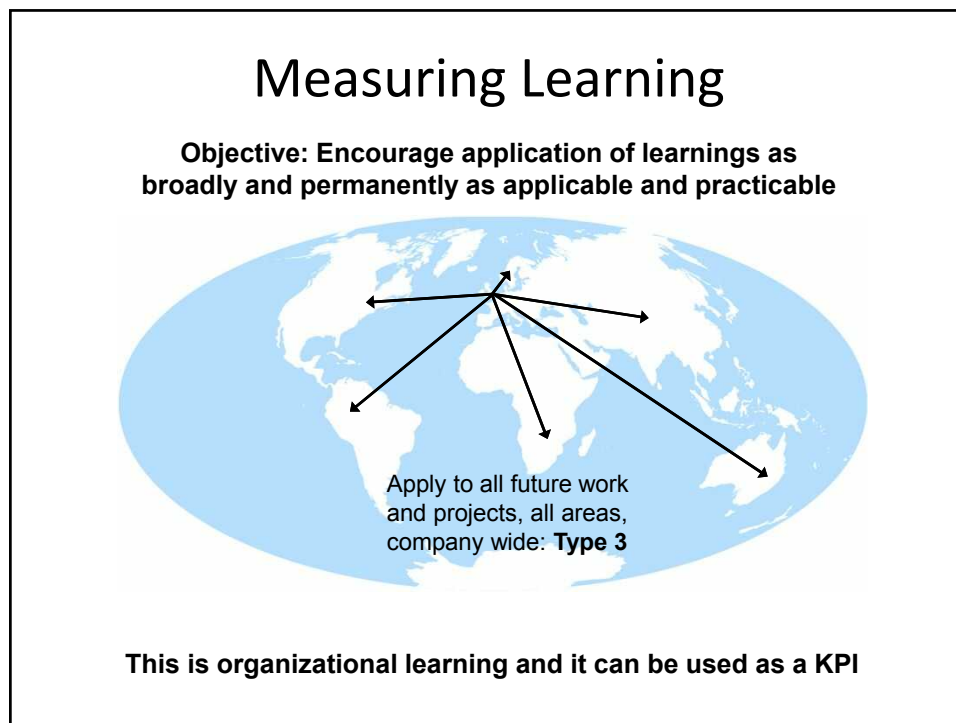 Measuring Learning
Objective: Encourage application of learnings as
broadly and permanently as applicable and practicable
Apply to all future work
and projects, all areas,
company wide: Type 3
This is organizational learning and it can be used as a KPI